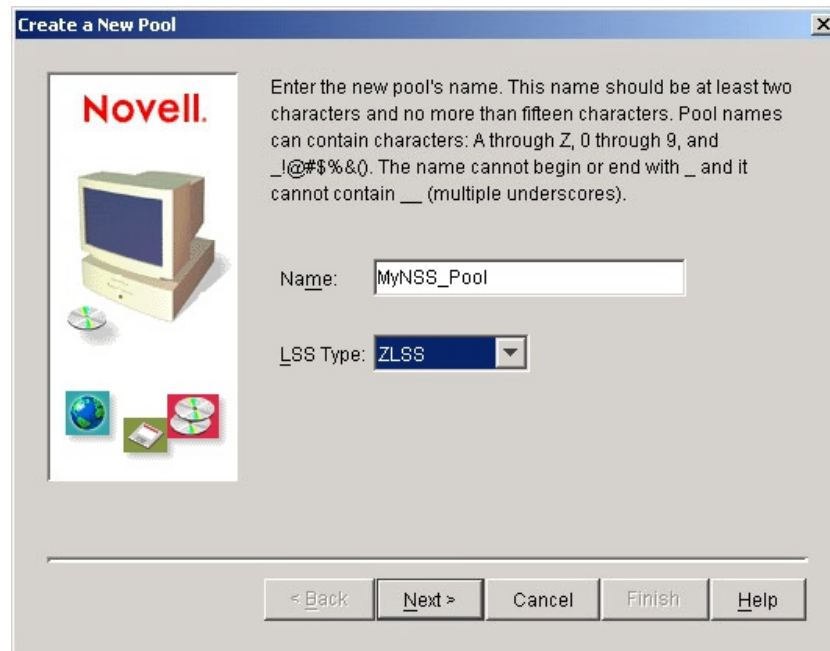 Create a New Pool
Novell.
Enter the new pool's name. This name should be at least two
characters and no more than fifteen characters. Pool names
can contain characters: A through Z, 0 through 9, and
_!@#$%&(). The name cannot begin or end with _ and it
cannot contain __ (multiple underscores).
Name: MyNSS_Pool
LSS Type: ZLSS
< Back Next > Cancel Finish Help